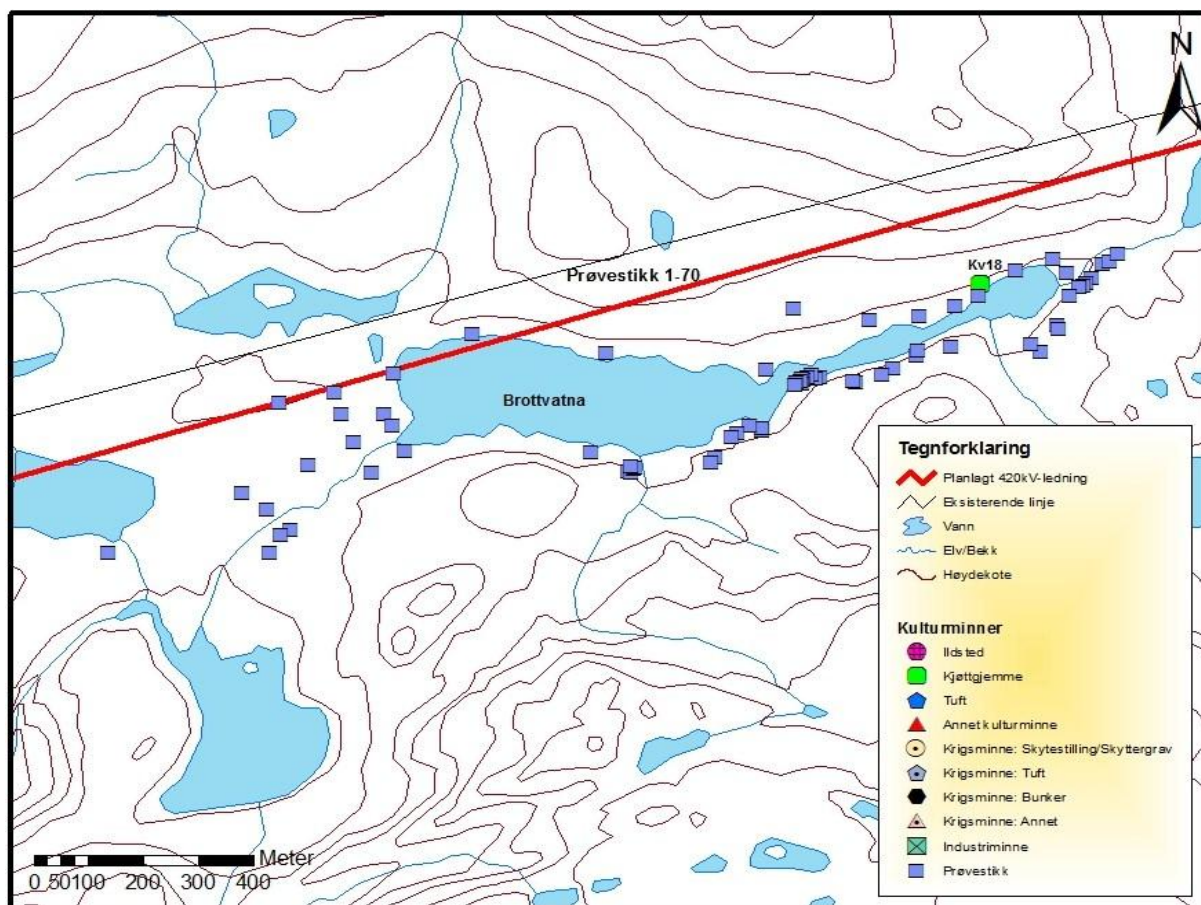 N
Kv18
Prøvestikk 1-70
Brottvatna
Tegnforklaring
Planlagt 420kV-ledning
Eksisterende linje
Vann
Elv/Bekk
Høydekote
Kulturminner
Ildsted
Kjøttgjemme
Tuft
Annet kulturminne
Krigsminne: Skytestilling/Skyttergrav
Krigsminne: Tuft
Krigsminne: Bunker
Krigsminne: Annet
Industriminne
Prøvestikk
Meter
0 50100 200 300 400